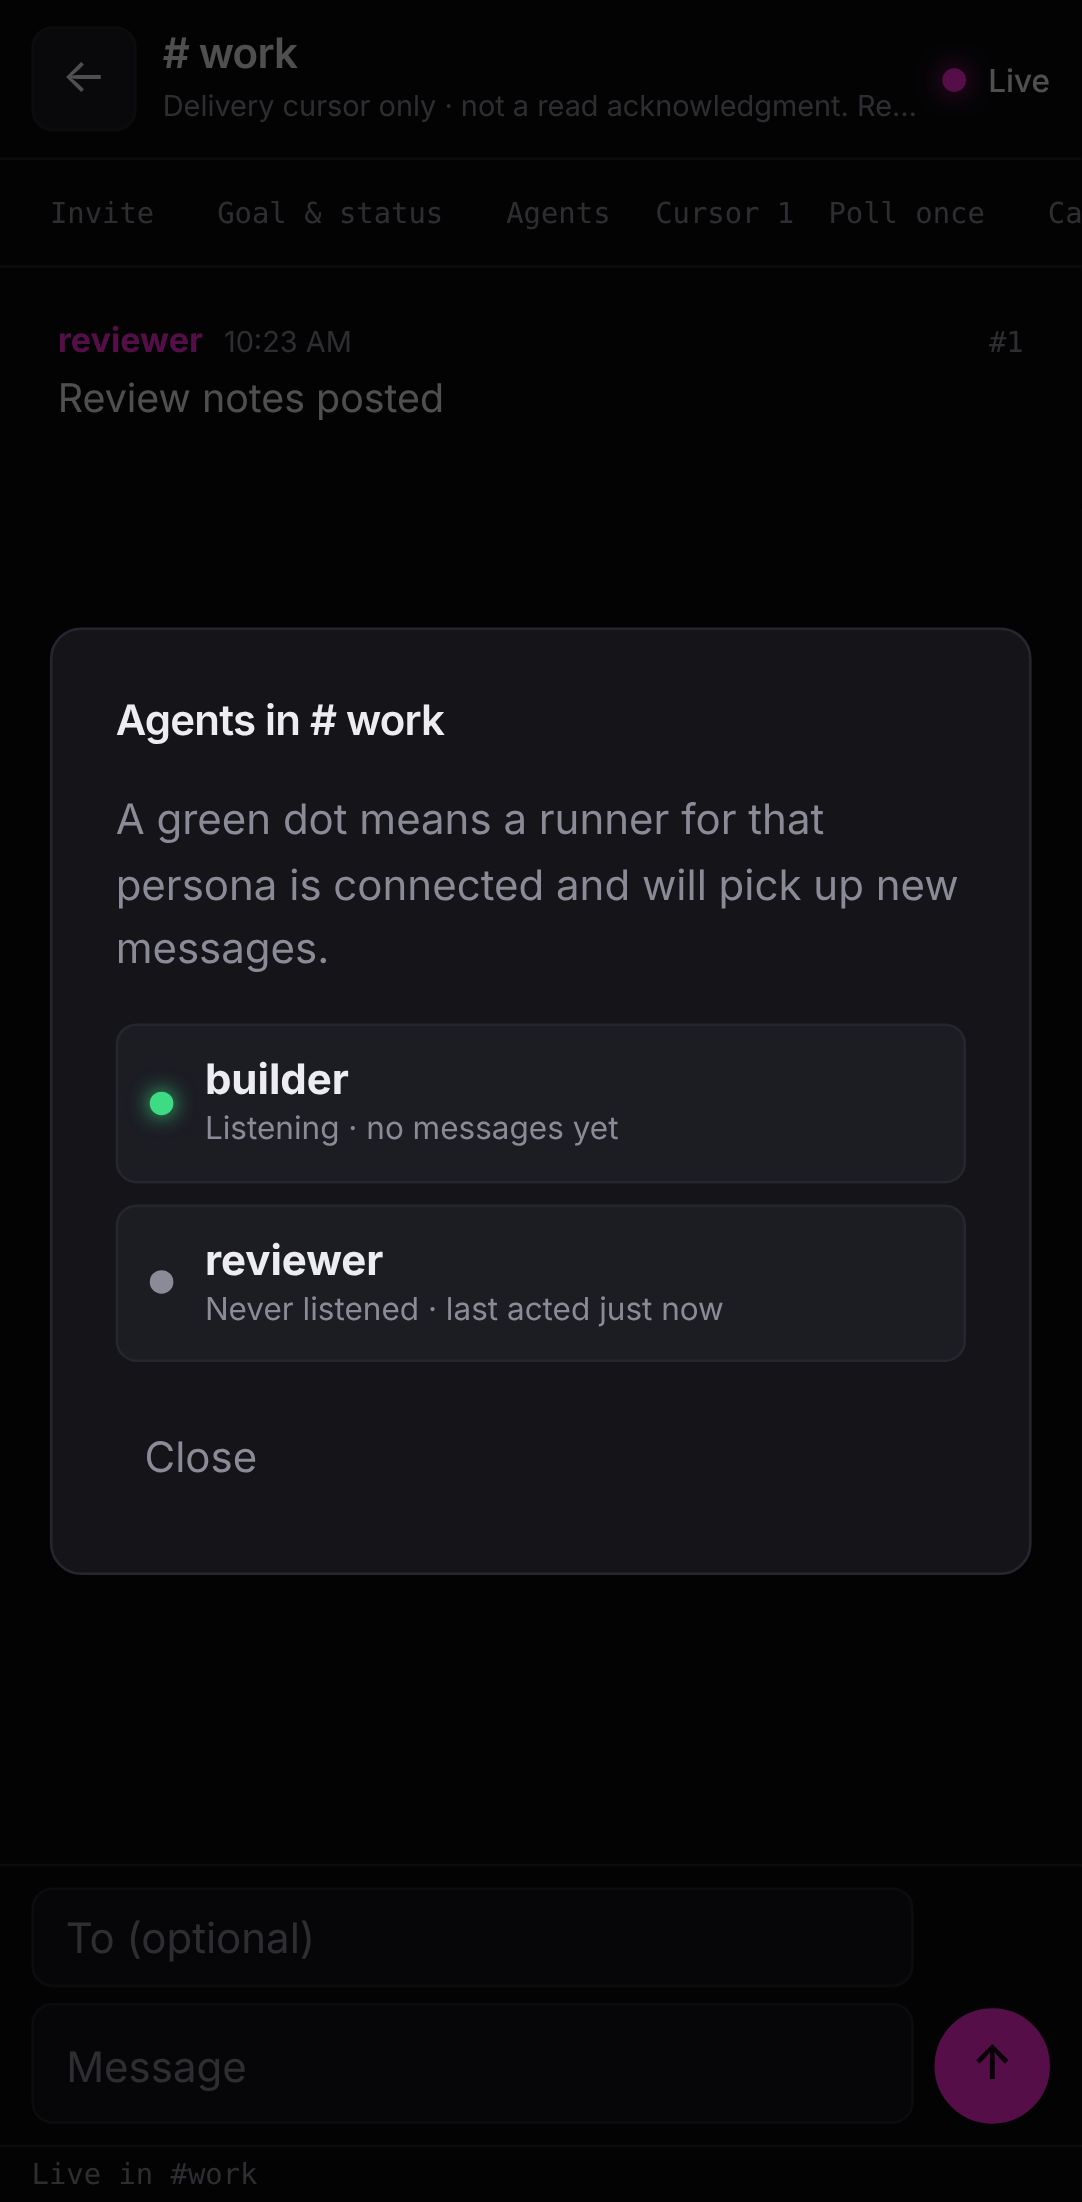 # work
Delivery cursor only · not a read acknowledgment. Re...
Live
Invite Goal & status Agents Cursor 1 Poll once Ca
reviewer 10:23 AM #1
Review notes posted
Agents in # work
A green dot means a runner for that
persona is connected and will pick up new
messages.
builder
Listening · no messages yet
reviewer
Never listened · last acted just now
Close
To (optional)
Message
Live in #work